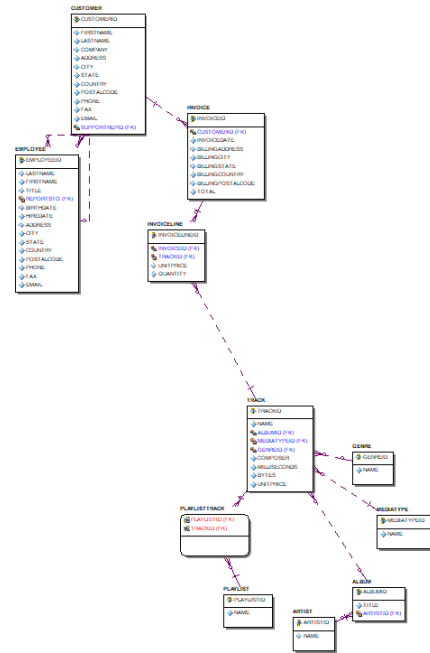 CUSTOMER
CUSTOMERID
FIRSTNAME
LASTNAME
COMPANY
ADDRESS
CITY
STATE
COUNTRY
POSTALCODE
PHONE
FAX
EMAIL
SUPPORTREPID (FK)
INVOICE
INVOICEID
CUSTOMERID (FK)
INVOICEDATE
BILLINGADDRESS
BILLINGCITY
BILLINGSTATE
BILLINGCOUNTRY
BILLINGPOSTALCODE
TOTAL
EMPLOYEE
EMPLOYEEID
LASTNAME
FIRSTNAME
TITLE
REPORTSTO (FK)
BIRTHDATE
HIREDATE
ADDRESS
CITY
STATE
COUNTRY
POSTALCODE
PHONE
FAX
EMAIL
INVOICELINE
INVOICELINEID
INVOICEID (FK)
TRACKID (FK)
UNITPRICE
QUANTITY
TRACK
TRACKID
NAME
ALBUMID (FK)
MEDIATYPEID (FK)
GENREID (FK)
COMPOSER
MILLISECONDS
BYTES
UNITPRICE
GENRE
GENREID
NAME
MEDIATYPE
MEDIATYPEID
NAME
PLAYLISTTRACK
PLAYLISTID (FK)
TRACKID (FK)
PLAYLIST
PLAYLISTID
NAME
ALBUM
ALBUMID
TITLE
ARTISTID (FK)
ARTIST
ARTISTID
NAME